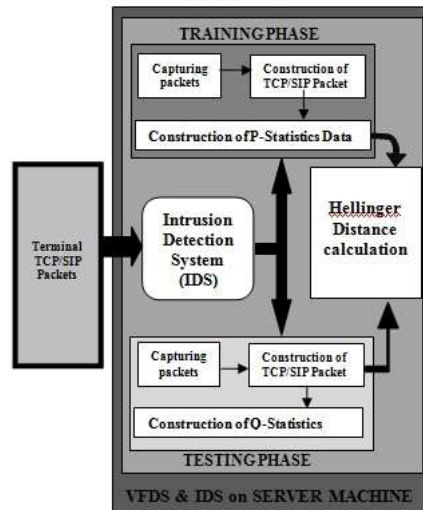 TRAINING PHASE
Capturing
packets
Construction of
TCP/SIP Packet
Construction of P-Statistics Data
Terminal
TCP/SIP
Packets
Intrusion
Detection
System
(IDS)
Hellinger
Distance
calculation
Capturing
packets
Construction of
TCP/SIP Packet
Construction of Q-Statistics
TESTING PHASE
VFDS & IDS on SERVER MACHINE